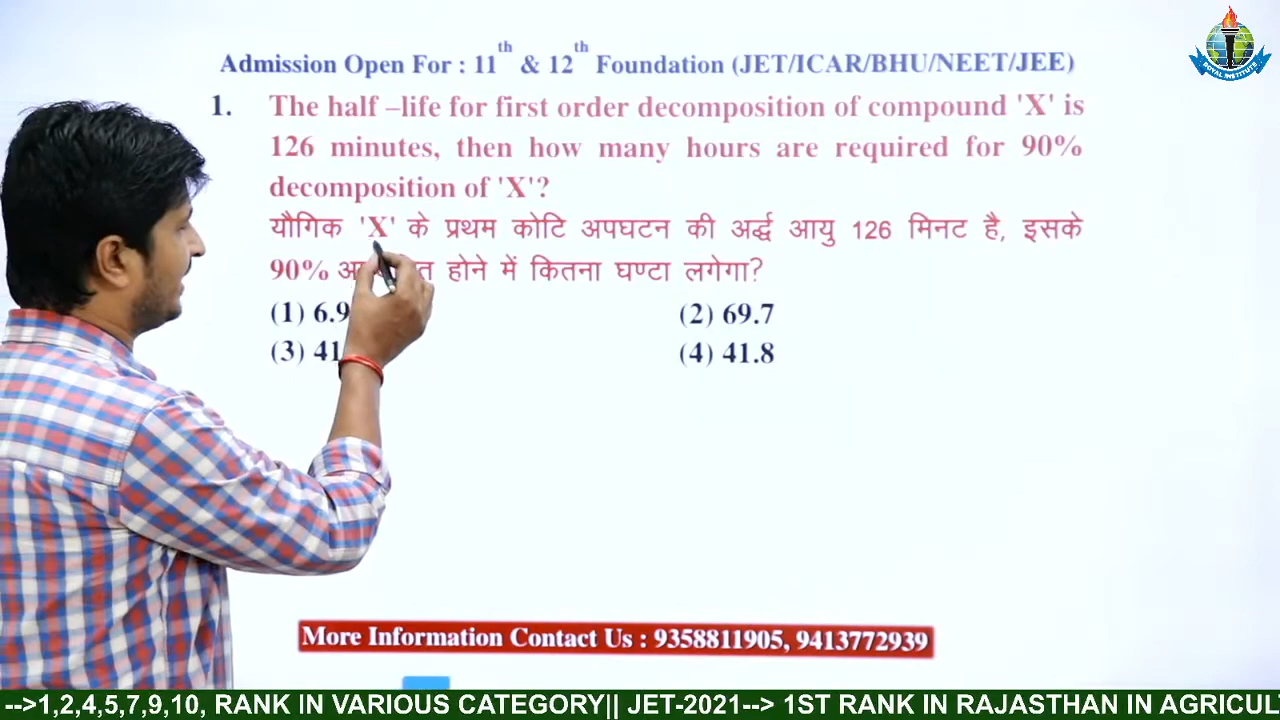 Admission Open For : 11th & 12th Foundation (JET/ICAR/BHU/NEET/JEE)
1. The half –life for first order decomposition of compound 'X' is
126 minutes, then how many hours are required for 90%
decomposition of 'X'?
यौगिक 'X' के प्रथम कोटि अपघटन की अर्द्ध आयु 126 मिनट है, इसके
90% होने में कितना घण्टा लगेगा?
(1) 6.9
(2) 69.7
(3) 41
(4) 41.8
More Information Contact Us : 9358811905, 9413772939
-->1,2,4,5,7,9,10, RANK IN VARIOUS CATEGORY|| JET-2021--> 1ST RANK IN RAJASTHAN IN AGRICUL
ROYAL INSTITUTE